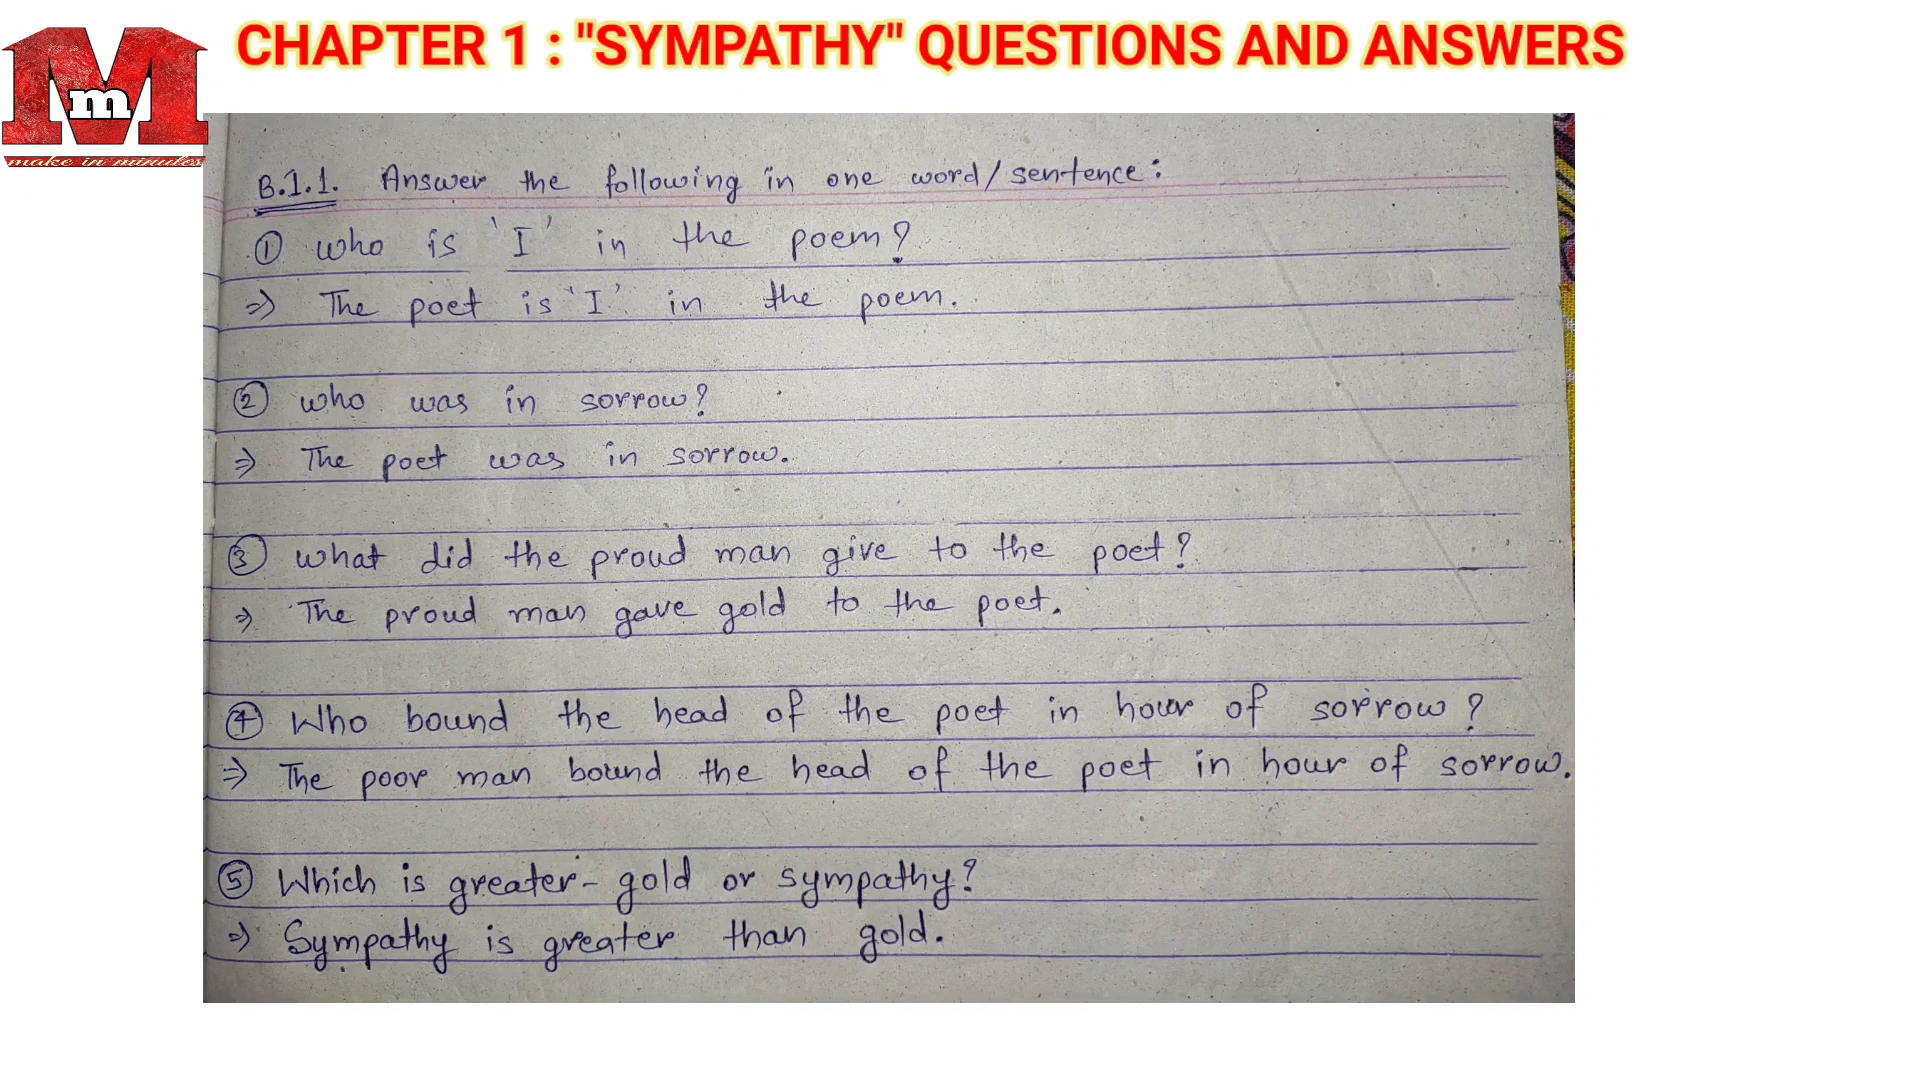 CHAPTER 1 : "SYMPATHY" QUESTIONS AND ANSWERS
Mm
make in minutes
B.1.1. Answer the following in one word/sentence:
① who is 'I' in the poem?
⇒ The poet is 'I' in the poem.
② who was in sorrow?
⇒ The poet was in sorrow.
③ what did the proud man give to the poet?
⇒ The proud man gave gold to the poet.
④ Who bound the head of the poet in hour of sorrow?
⇒ The poor man bound the head of the poet in hour of sorrow.
⑤ Which is greater - gold or sympathy?
⇒ Sympathy is greater than gold.